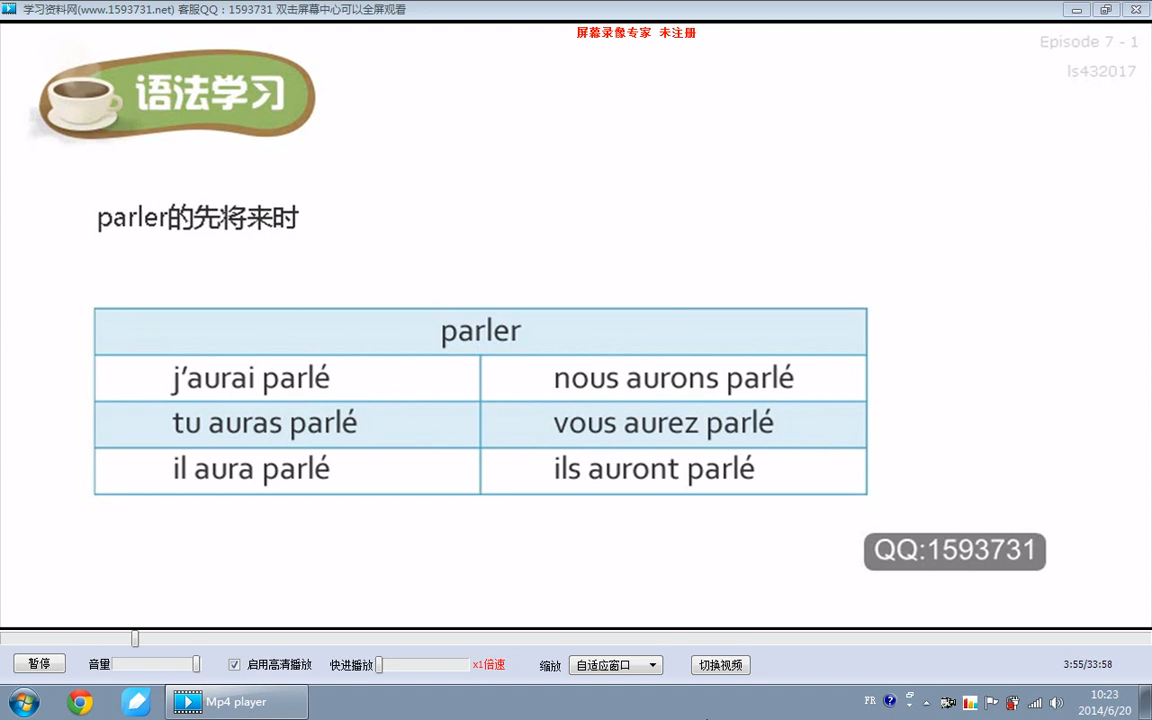 学习资料网(www.1593731.net) 客服QQ：1593731 双击屏幕中心可以全屏观看
屏幕录像专家 未注册
Episode 7 - 1
ls432017
语法学习
parler的先将来时
parler
j’aurai parlé nous aurons parlé
tu auras parlé vous aurez parlé
il aura parlé ils auront parlé
QQ:1593731
暂停 音量 启用高清播放 快进播放 x1倍速 缩放 自适应窗口 切换视频 3:55/33:58
Mp4 player FR 10:23
2014/6/20